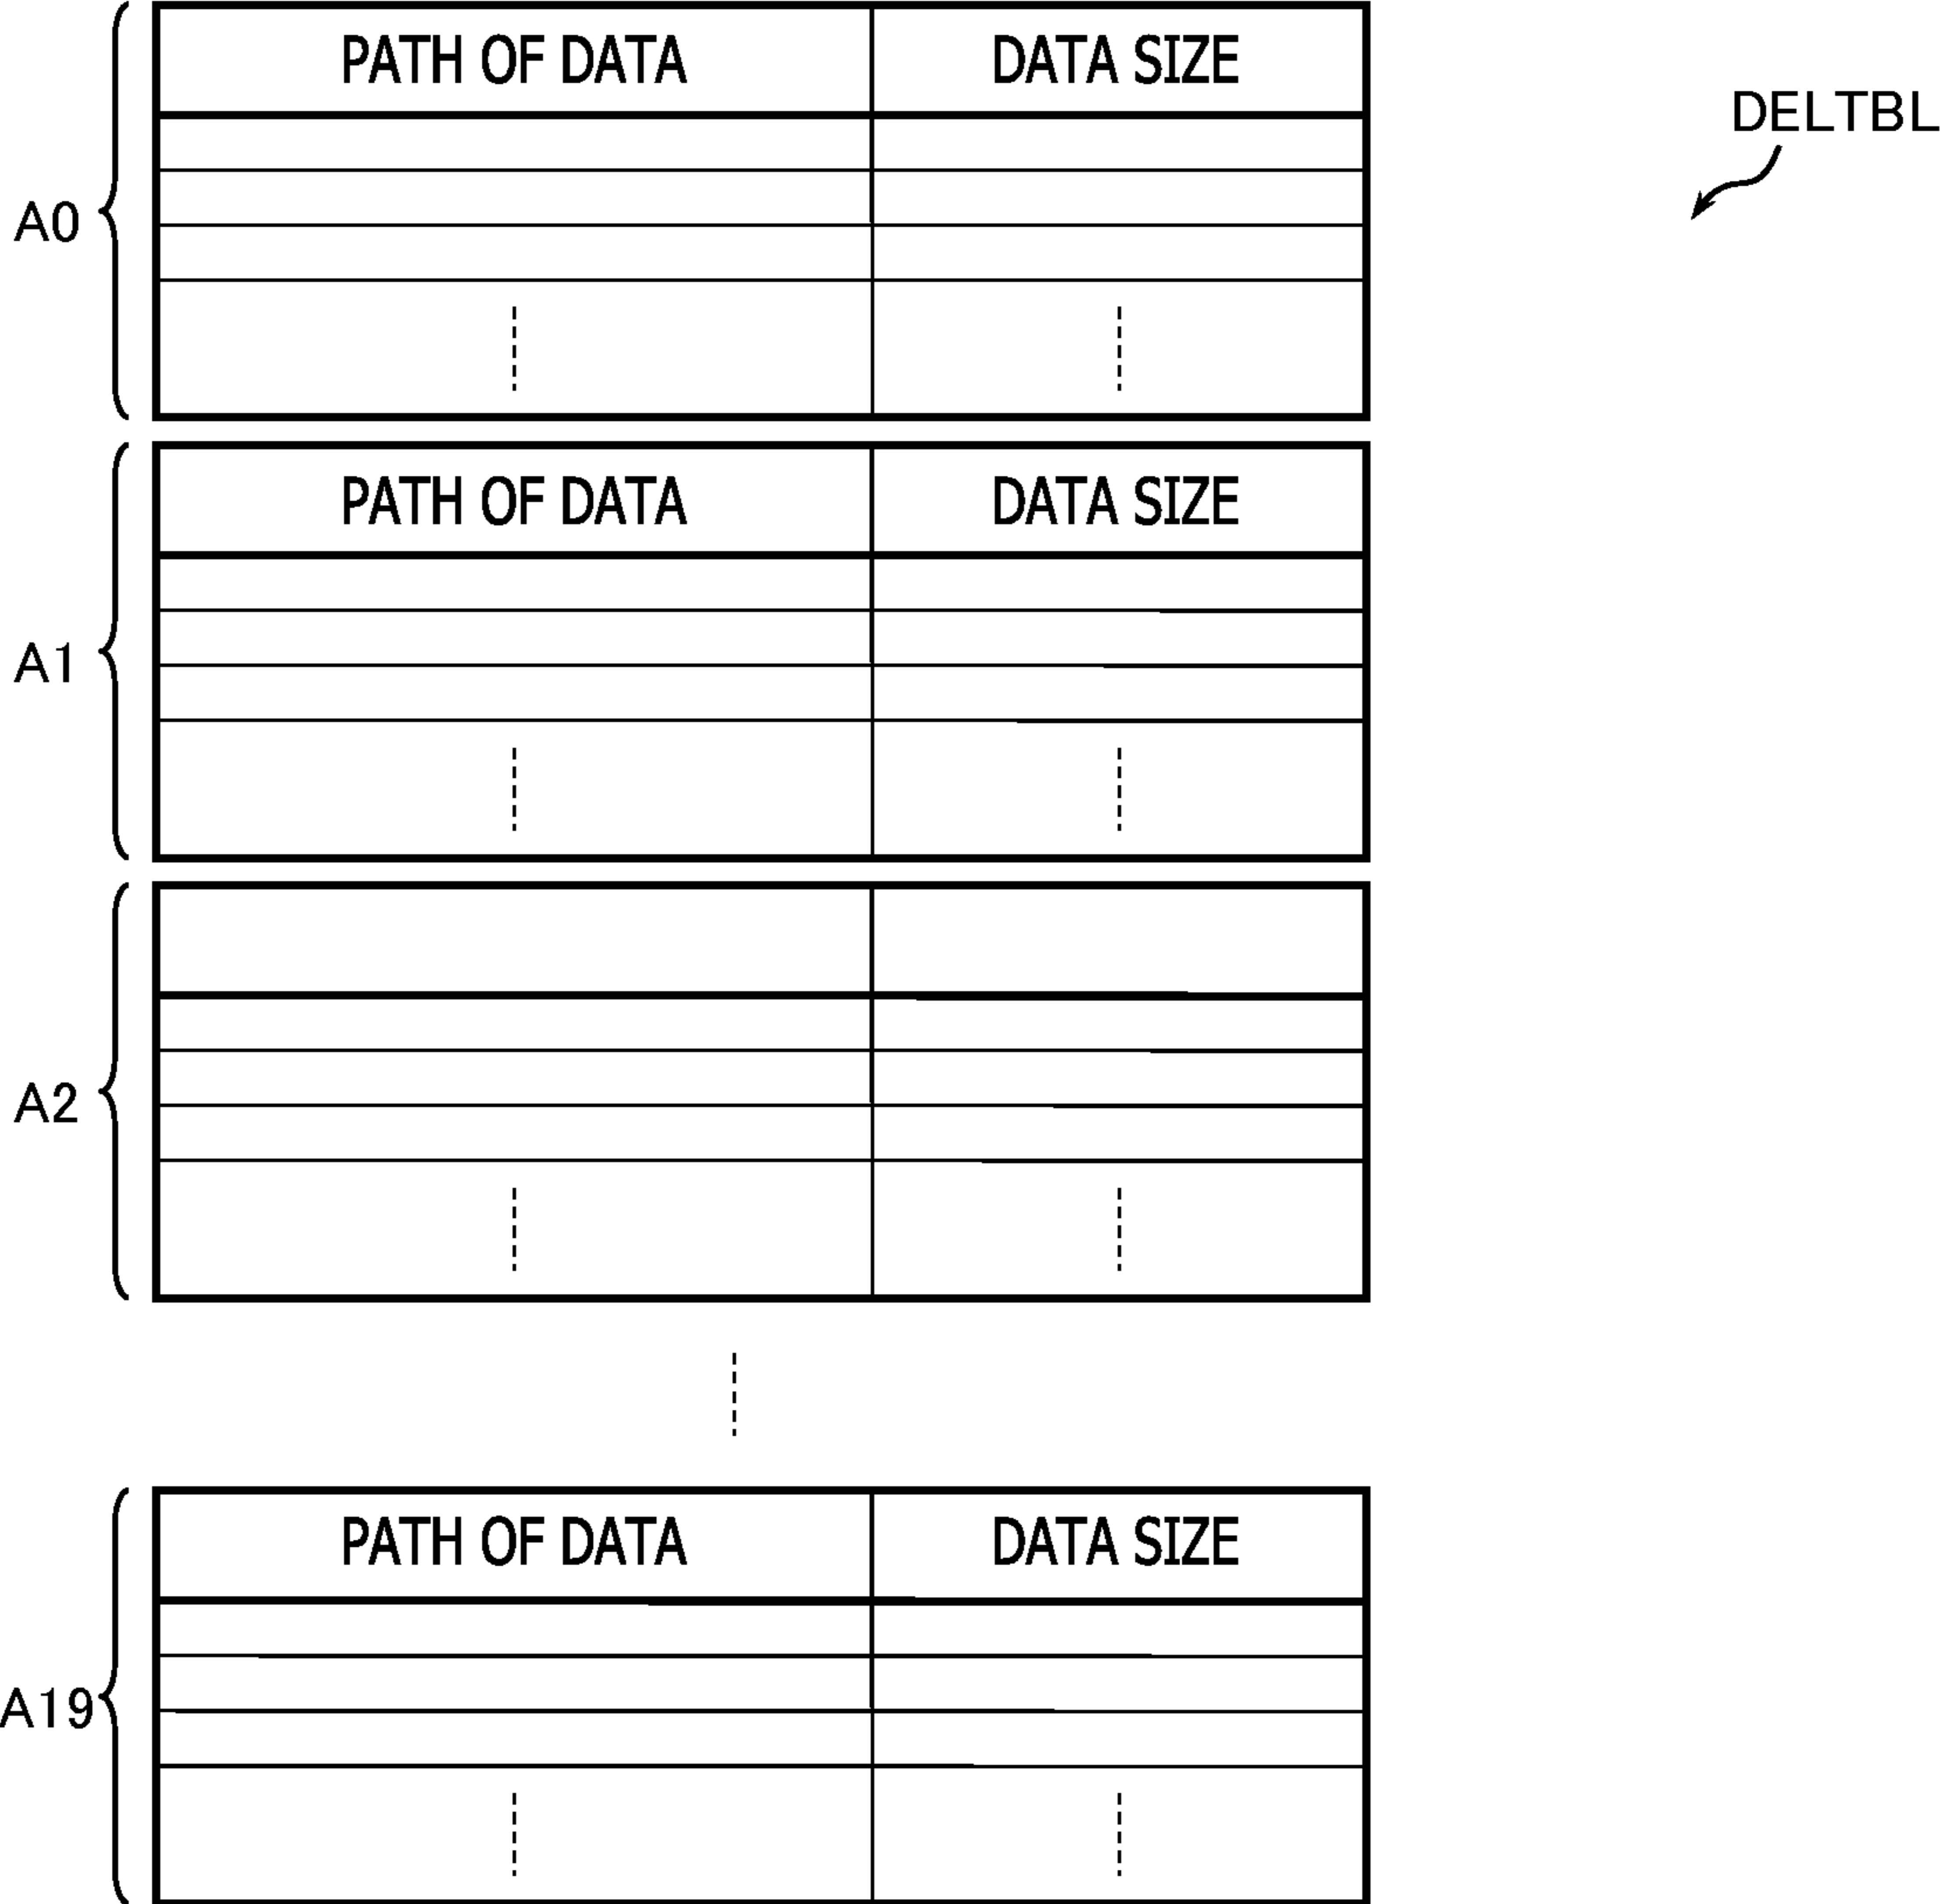 PATH OF DATA DATA SIZE
DELTBL
A0
PATH OF DATA DATA SIZE
A1
A2
PATH OF DATA DATA SIZE
A19